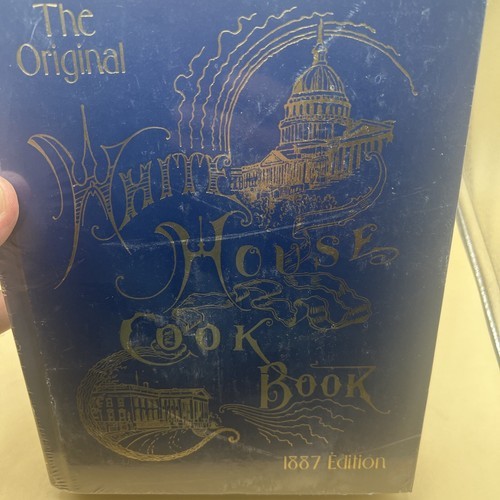 The
Original
WHITE
HOUSE
COOK
BOOK
1887 Edition